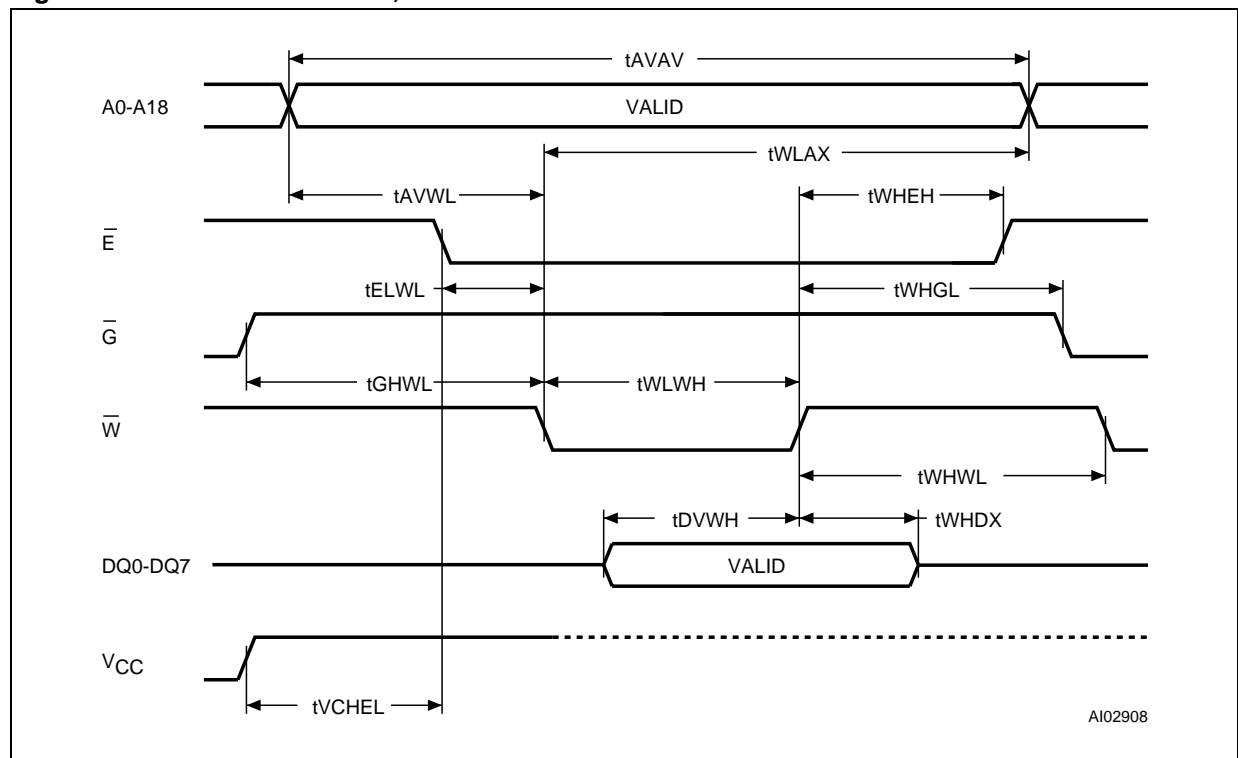 tAVAV
A0-A18
VALID
tWLAX
tAVWL
tWHEH
E
tELWL
tWHGL
G
tGHWL
tWLWH
W
tWHWL
tDVWH
tWHDX
DQ0-DQ7
VALID
VCC
tVCHEL
AI02908